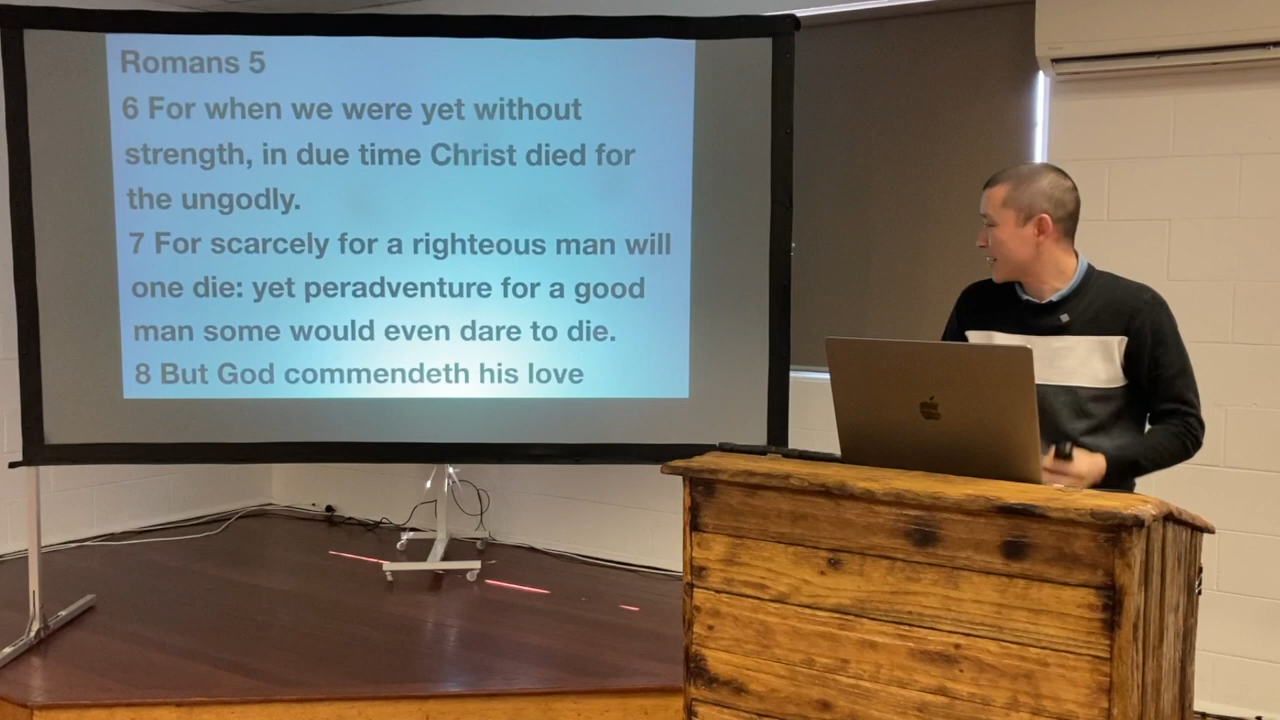 Romans 5
6 For when we were yet without
strength, in due time Christ died for
the ungodly.
7 For scarcely for a righteous man will
one die: yet peradventure for a good
man some would even dare to die.
8 But God commendeth his love